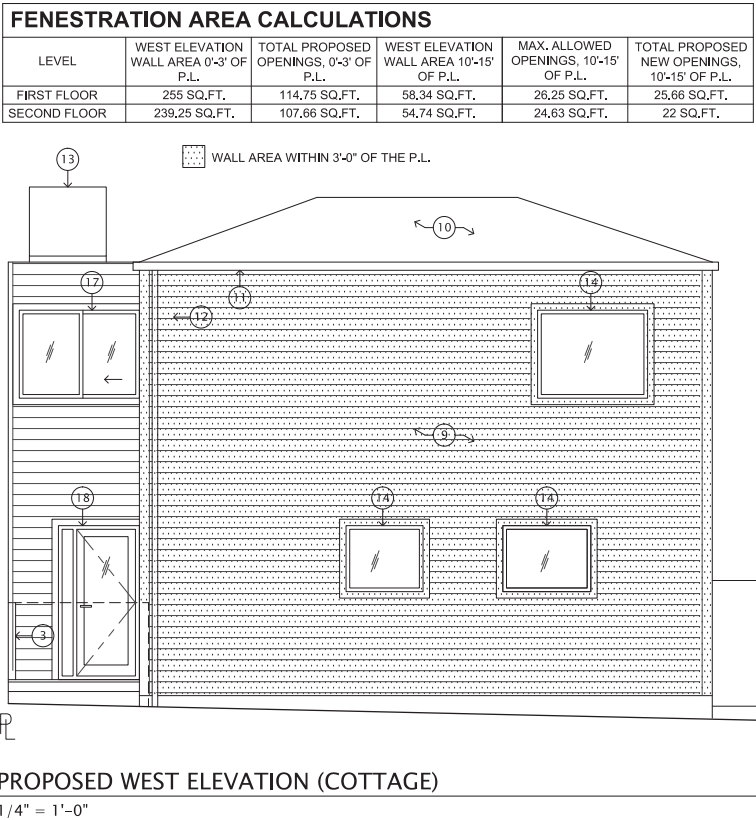 FENESTRATION AREA CALCULATIONS
LEVEL
WEST ELEVATION
WALL AREA 0'-3' OF
P.L.
TOTAL PROPOSED
OPENINGS, 0'-3' OF
P.L.
WEST ELEVATION
WALL AREA 10'-15'
OF P.L.
MAX. ALLOWED
OPENINGS, 10'-15'
OF P.L.
TOTAL PROPOSED
NEW OPENINGS,
10'-15' OF P.L.
FIRST FLOOR 255 SQ.FT. 114.75 SQ.FT. 58.34 SQ.FT. 26.25 SQ.FT. 25.66 SQ.FT.
SECOND FLOOR 239.25 SQ.FT. 107.66 SQ.FT. 54.74 SQ.FT. 24.63 SQ.FT. 22 SQ.FT.
WALL AREA WITHIN 3'-0" OF THE P.L.
13
10
17
11
12
14
9
18
14
14
3
PL
PROPOSED WEST ELEVATION (COTTAGE)
1/4" = 1'-0"